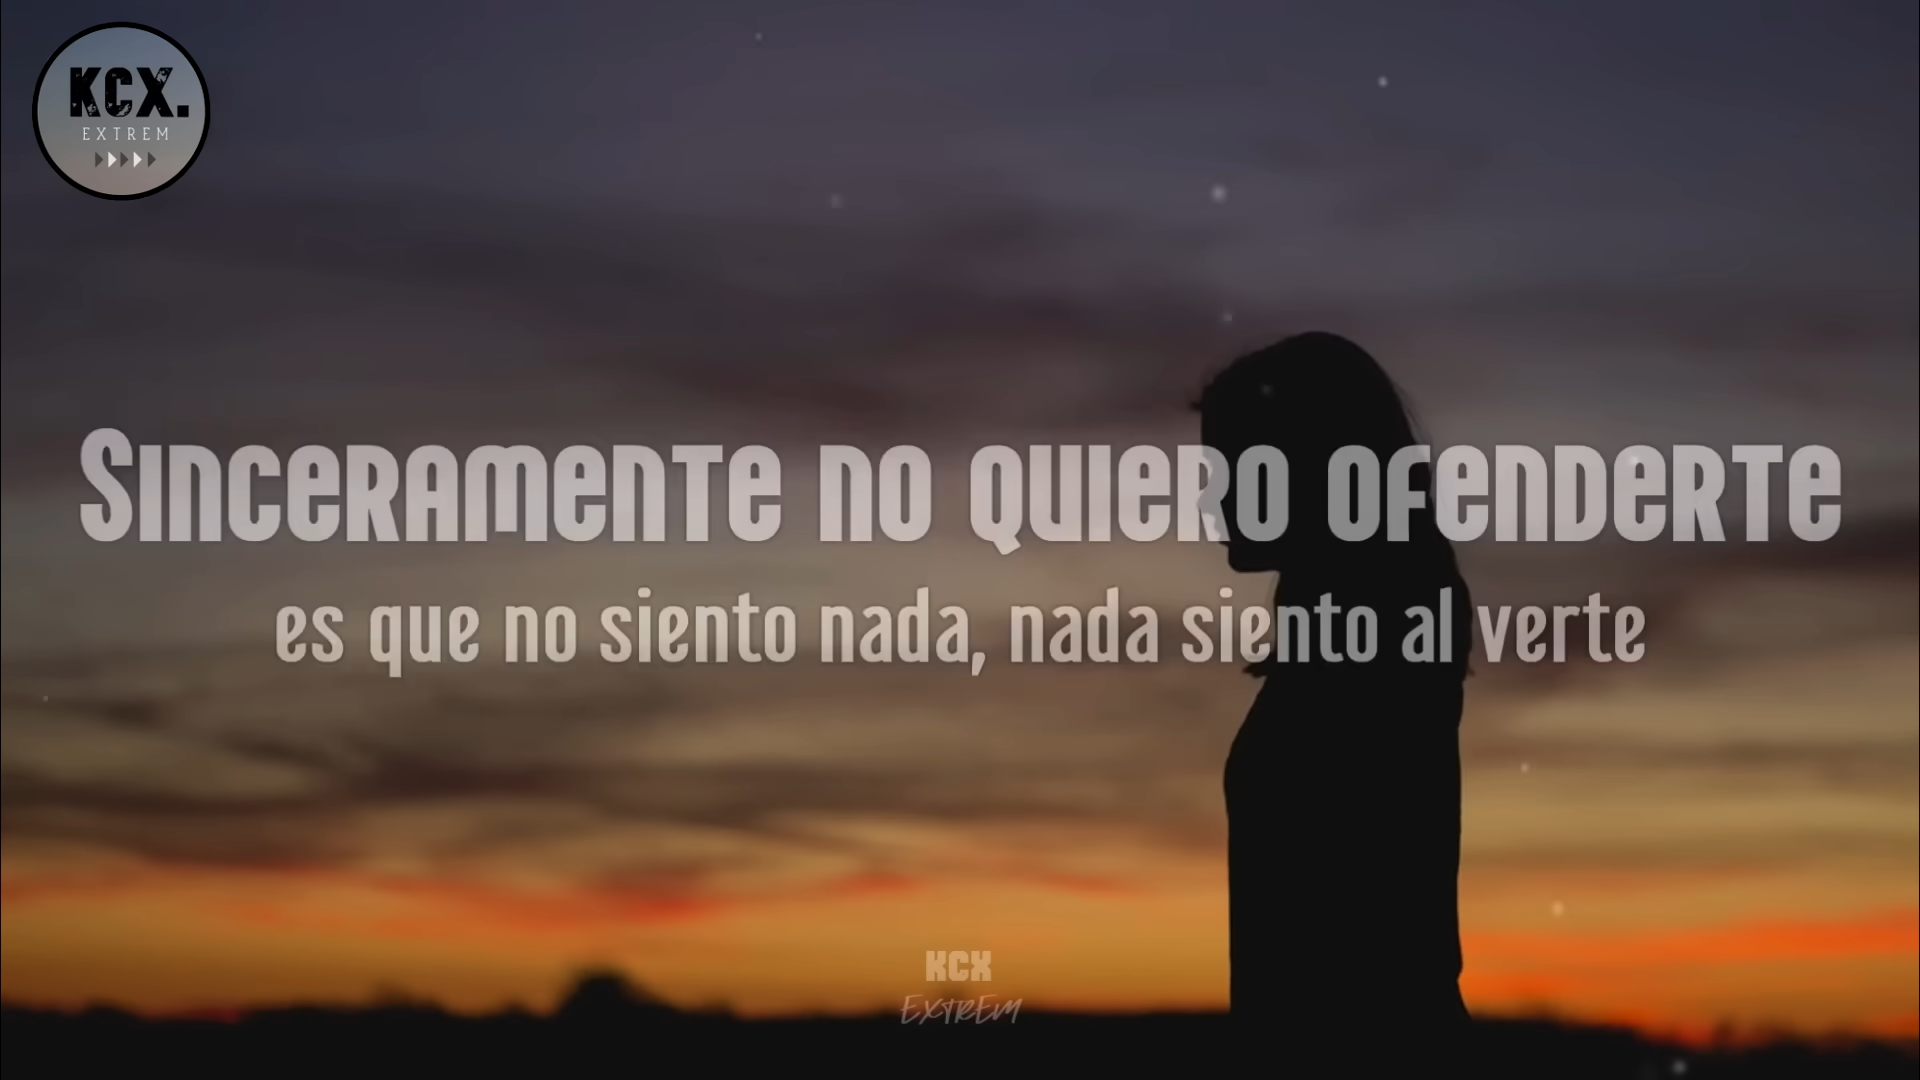 KCX.
EXTREM
Sinceramente no quiero ofenderte
es que no siento nada, nada siento al verte
KCX
EXTREM